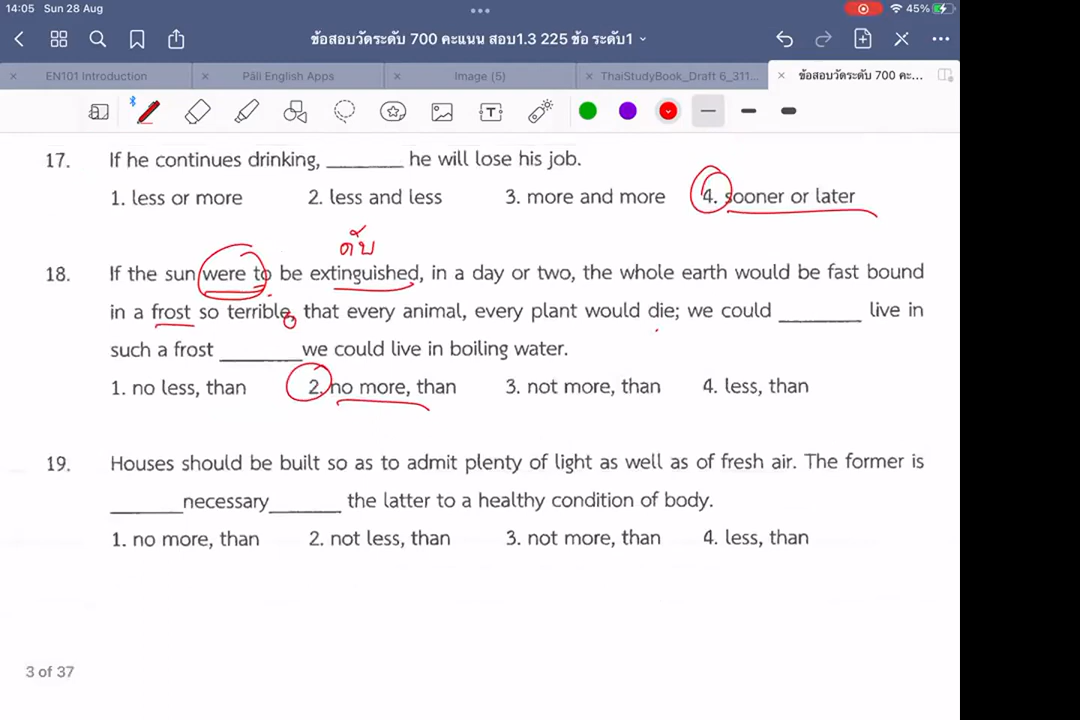 14:05 Sun 28 Aug
45%
ข้อสอบวัดระดับ 700 คะแนน สอบ1.3 225 ข้อ ระดับ1
EN101 Introduction
Pāli English Apps
Image (5)
ThaiStudyBook_Draft 6_311...
ข้อสอบวัดระดับ 700 คะ...
17. If he continues drinking, ________ he will lose his job.
1. less or more 2. less and less 3. more and more 4. sooner or later
ดับ
18. If the sun were to be extinguished, in a day or two, the whole earth would be fast bound
in a frost so terrible, that every animal, every plant would die; we could ________ live in
such a frost ________ we could live in boiling water.
1. no less, than 2. no more, than 3. not more, than 4. less, than
19. Houses should be built so as to admit plenty of light as well as of fresh air. The former is
_______necessary_______ the latter to a healthy condition of body.
1. no more, than 2. not less, than 3. not more, than 4. less, than
3 of 37